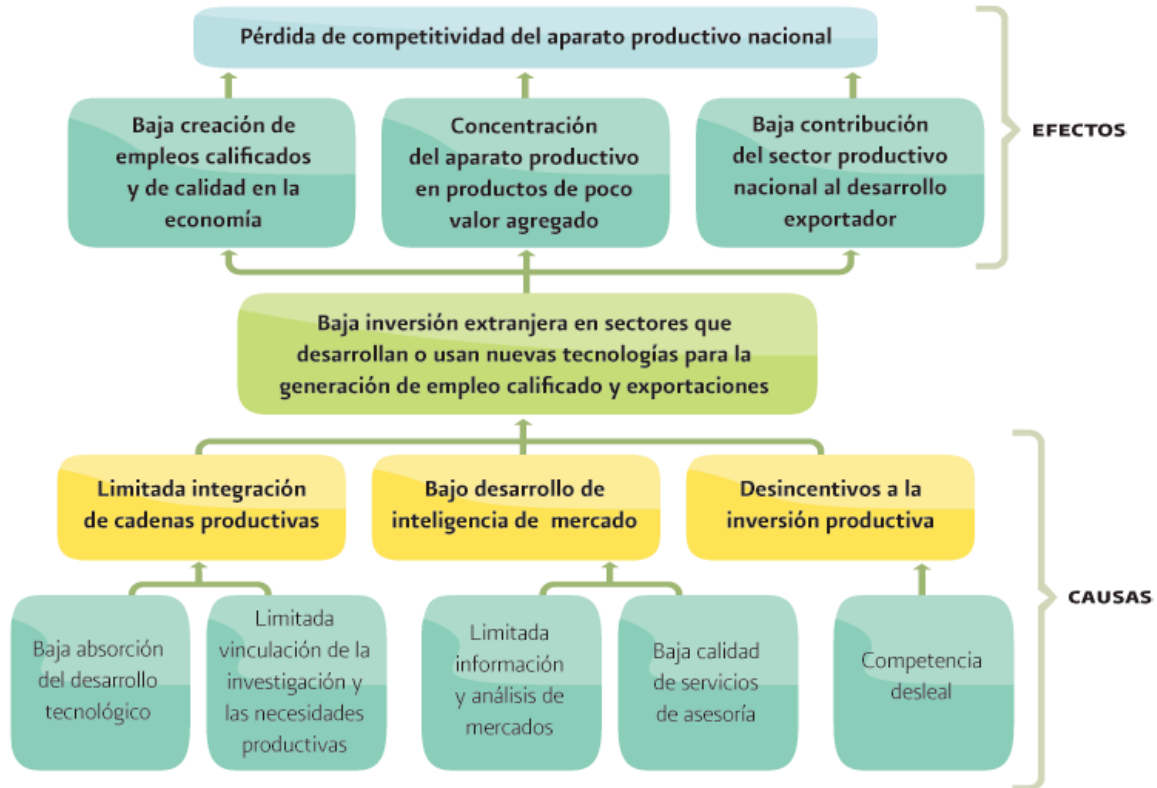 Pérdida de competitividad del aparato productivo nacional
Baja creación de
empleos calificados
y de calidad en la
economía
Concentración
del aparato productivo
en productos de poco
valor agregado
Baja contribución
del sector productivo
nacional al desarrollo
exportador
EFECTOS
Baja inversión extranjera en sectores que
desarrollan o usan nuevas tecnologías para la
generación de empleo calificado y exportaciones
Limitada integración
de cadenas productivas
Bajo desarrollo de
inteligencia de mercado
Desincentivos a la
inversión productiva
Baja absorción
del desarrollo
tecnológico
Limitada
vinculación de la
investigación y
las necesidades
productivas
Limitada
información
y análisis de
mercados
Baja calidad
de servicios
de asesoría
Competencia
desleal
CAUSAS